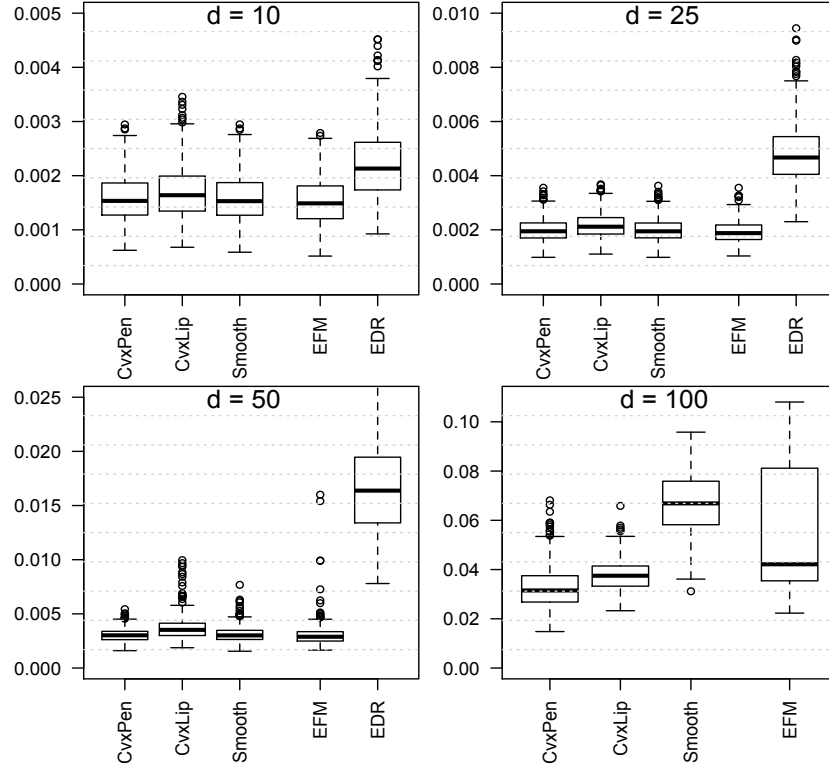 d = 10
0.005
0.004
0.003
0.002
0.001
0.000
CvxPen
CvxLip
Smooth
EFM
EDR
d = 25
0.010
0.008
0.006
0.004
0.002
0.000
CvxPen
CvxLip
Smooth
EFM
EDR
d = 50
0.025
0.020
0.015
0.010
0.005
0.000
CvxPen
CvxLip
Smooth
EFM
EDR
d = 100
0.10
0.08
0.06
0.04
0.02
0.00
CvxPen
CvxLip
Smooth
EFM